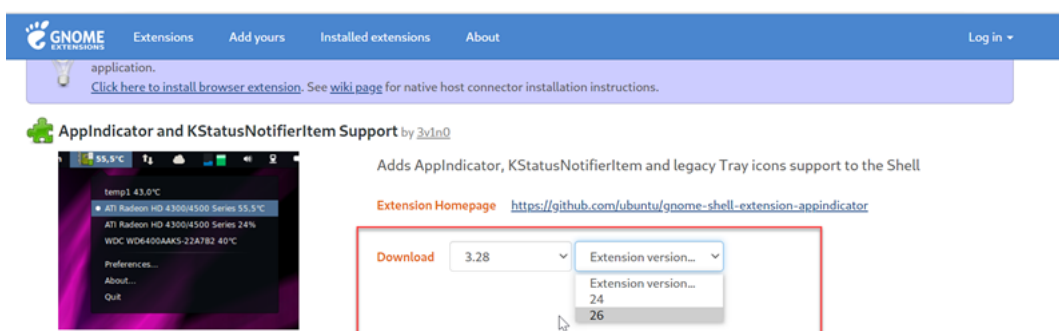 GNOME EXTENSIONS Extensions Add yours Installed extensions About Log in
application.
Click here to install browser extension. See wiki page for native host connector installation instructions.
AppIndicator and KStatusNotifierItem Support by 3v1n0
55,5°C
temp1 43.0°C
ATI Radeon HD 4300/4500 Series 55,5°C
ATI Radeon HD 4300/4500 Series 24%
WDC WD6400AAKS-22A7B2 40°C
Preferences...
About...
Quit
Adds AppIndicator, KStatusNotifierItem and legacy Tray icons support to the Shell
Extension Homepage https://github.com/ubuntu/gnome-shell-extension-appindicator
Download 3.28 Extension version...
Extension version...
24
26